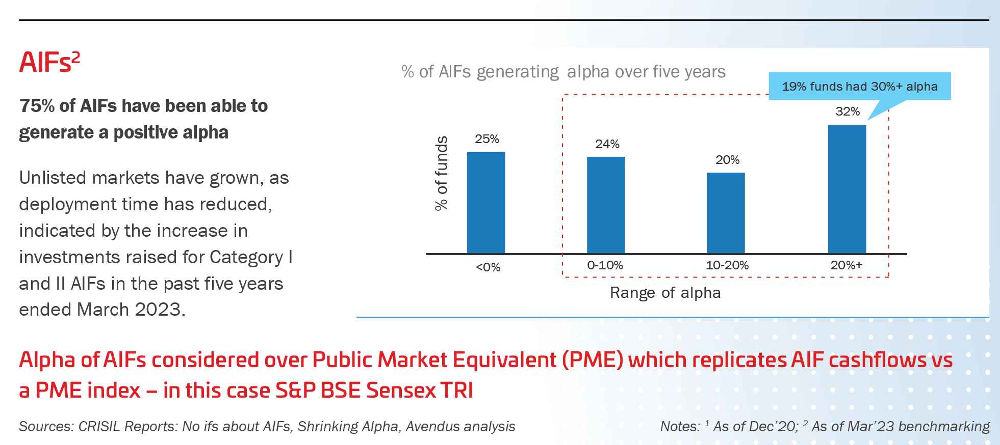 AIFs²
75% of AIFs have been able to
generate a positive alpha
Unlisted markets have grown, as
deployment time has reduced,
indicated by the increase in
investments raised for Category I
and II AIFs in the past five years
ended March 2023.
% of AIFs generating alpha over five years
19% funds had 30%+ alpha
% of funds
25%
24%
20%
32%
<0%
0-10%
10-20%
20%+
Range of alpha
Alpha of AIFs considered over Public Market Equivalent (PME) which replicates AIF cashflows vs
a PME index – in this case S&P BSE Sensex TRI
Sources: CRISIL Reports: No ifs about AIFs, Shrinking Alpha, Avendus analysis
Notes: ¹ As of Dec’20; ² As of Mar’23 benchmarking